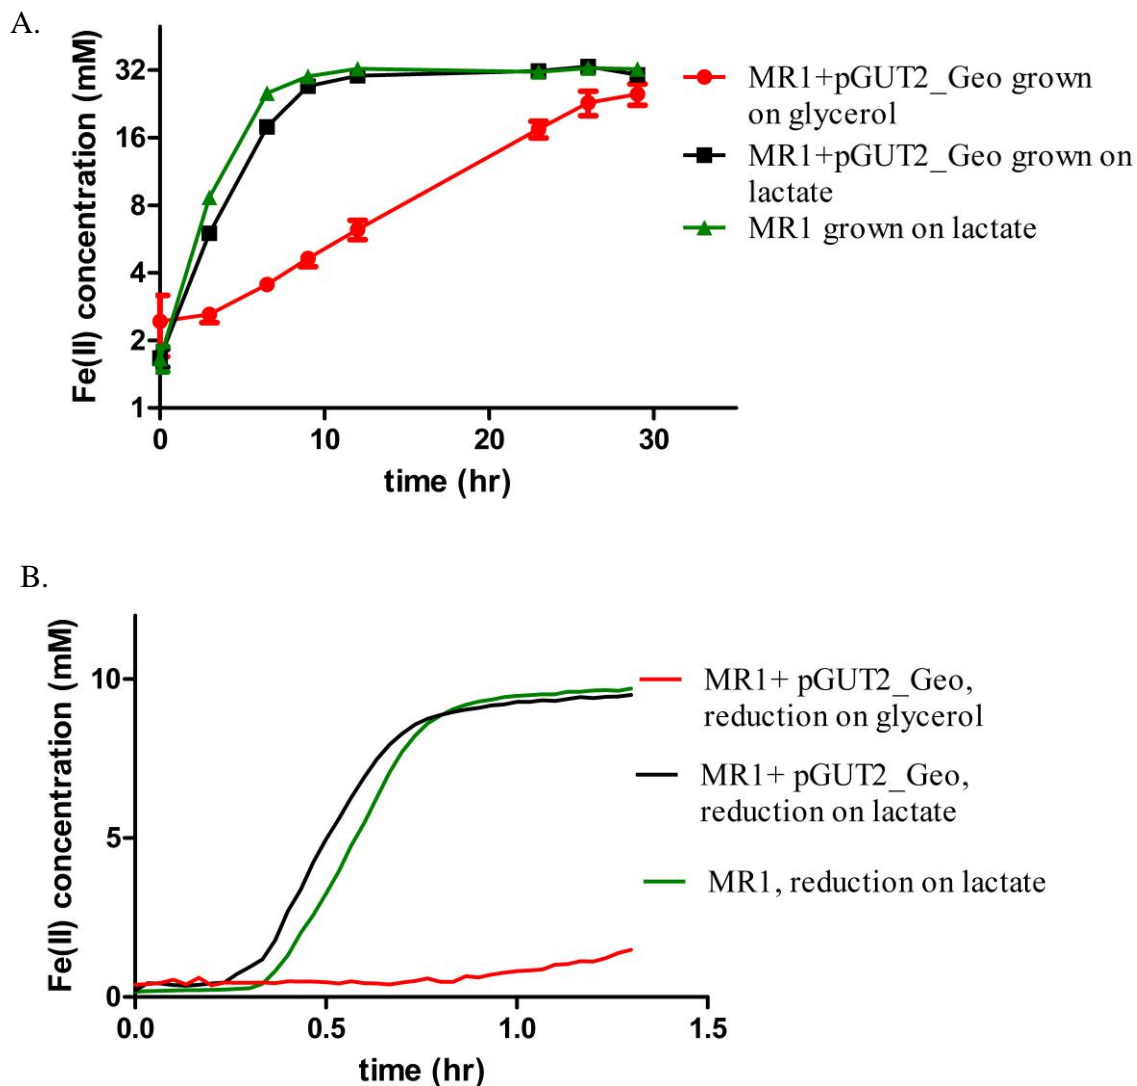 A.
Fe(II) concentration (mM)
32
16
8
4
2
1
0
10
20
30
time (hr)
MR1+pGUT2_Geo grown
on glycerol
MR1+pGUT2_Geo grown on
lactate
MR1 grown on lactate
B.
Fe(II) concentration (mM)
10
5
0
0.0
0.5
1.0
1.5
time (hr)
MR1+ pGUT2_Geo,
reduction on glycerol
MR1+ pGUT2_Geo,
reduction on lactate
MR1, reduction on lactate